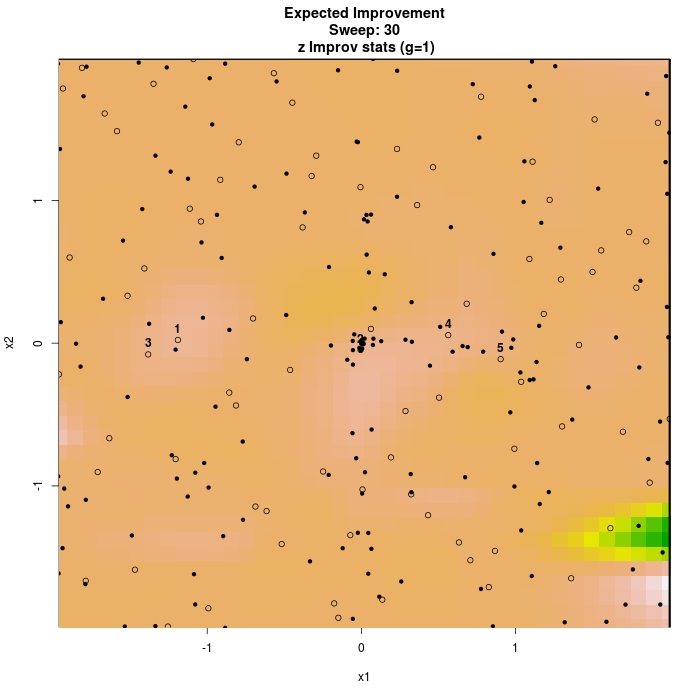 Expected Improvement
Sweep: 30
z Improv stats (g=1)
x2
1
0
-1
1
3
2
4
5
-1
0
1
x1